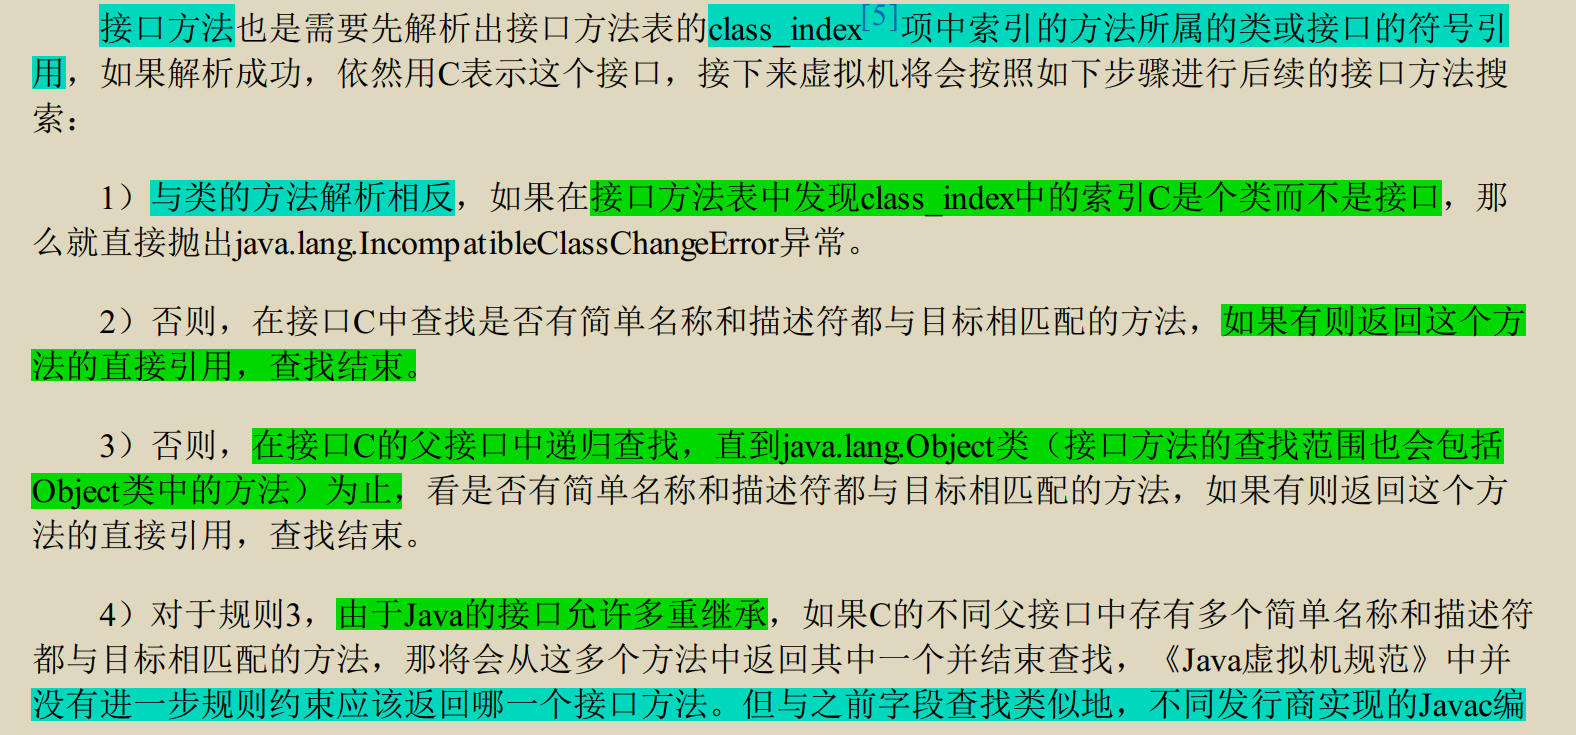 接口方法也是需要先解析出接口方法表的class_index[5]项中索引的方法所属的类或接口的符号引
用，如果解析成功，依然用C表示这个接口，接下来虚拟机将会按照如下步骤进行后续的接口方法搜
索：
1）与类的方法解析相反，如果在接口方法表中发现class_index中的索引C是个类而不是接口，那
么就直接抛出java.lang.IncompatibleClassChangeError异常。
2）否则，在接口C中查找是否有简单名称和描述符都与目标相匹配的方法，如果有则返回这个方
法的直接引用，查找结束。
3）否则，在接口C的父接口中递归查找，直到java.lang.Object类（接口方法的查找范围也会包括
Object类中的方法）为止，看是否有简单名称和描述符都与目标相匹配的方法，如果有则返回这个方
法的直接引用，查找结束。
4）对于规则3，由于Java的接口允许多重继承，如果C的不同父接口中存有多个简单名称和描述符
都与目标相匹配的方法，那将会从这多个方法中返回其中一个并结束查找，《Java虚拟机规范》中并
没有进一步规则约束应该返回哪一个接口方法。但与之前字段查找类似地，不同发行商实现的Javac编